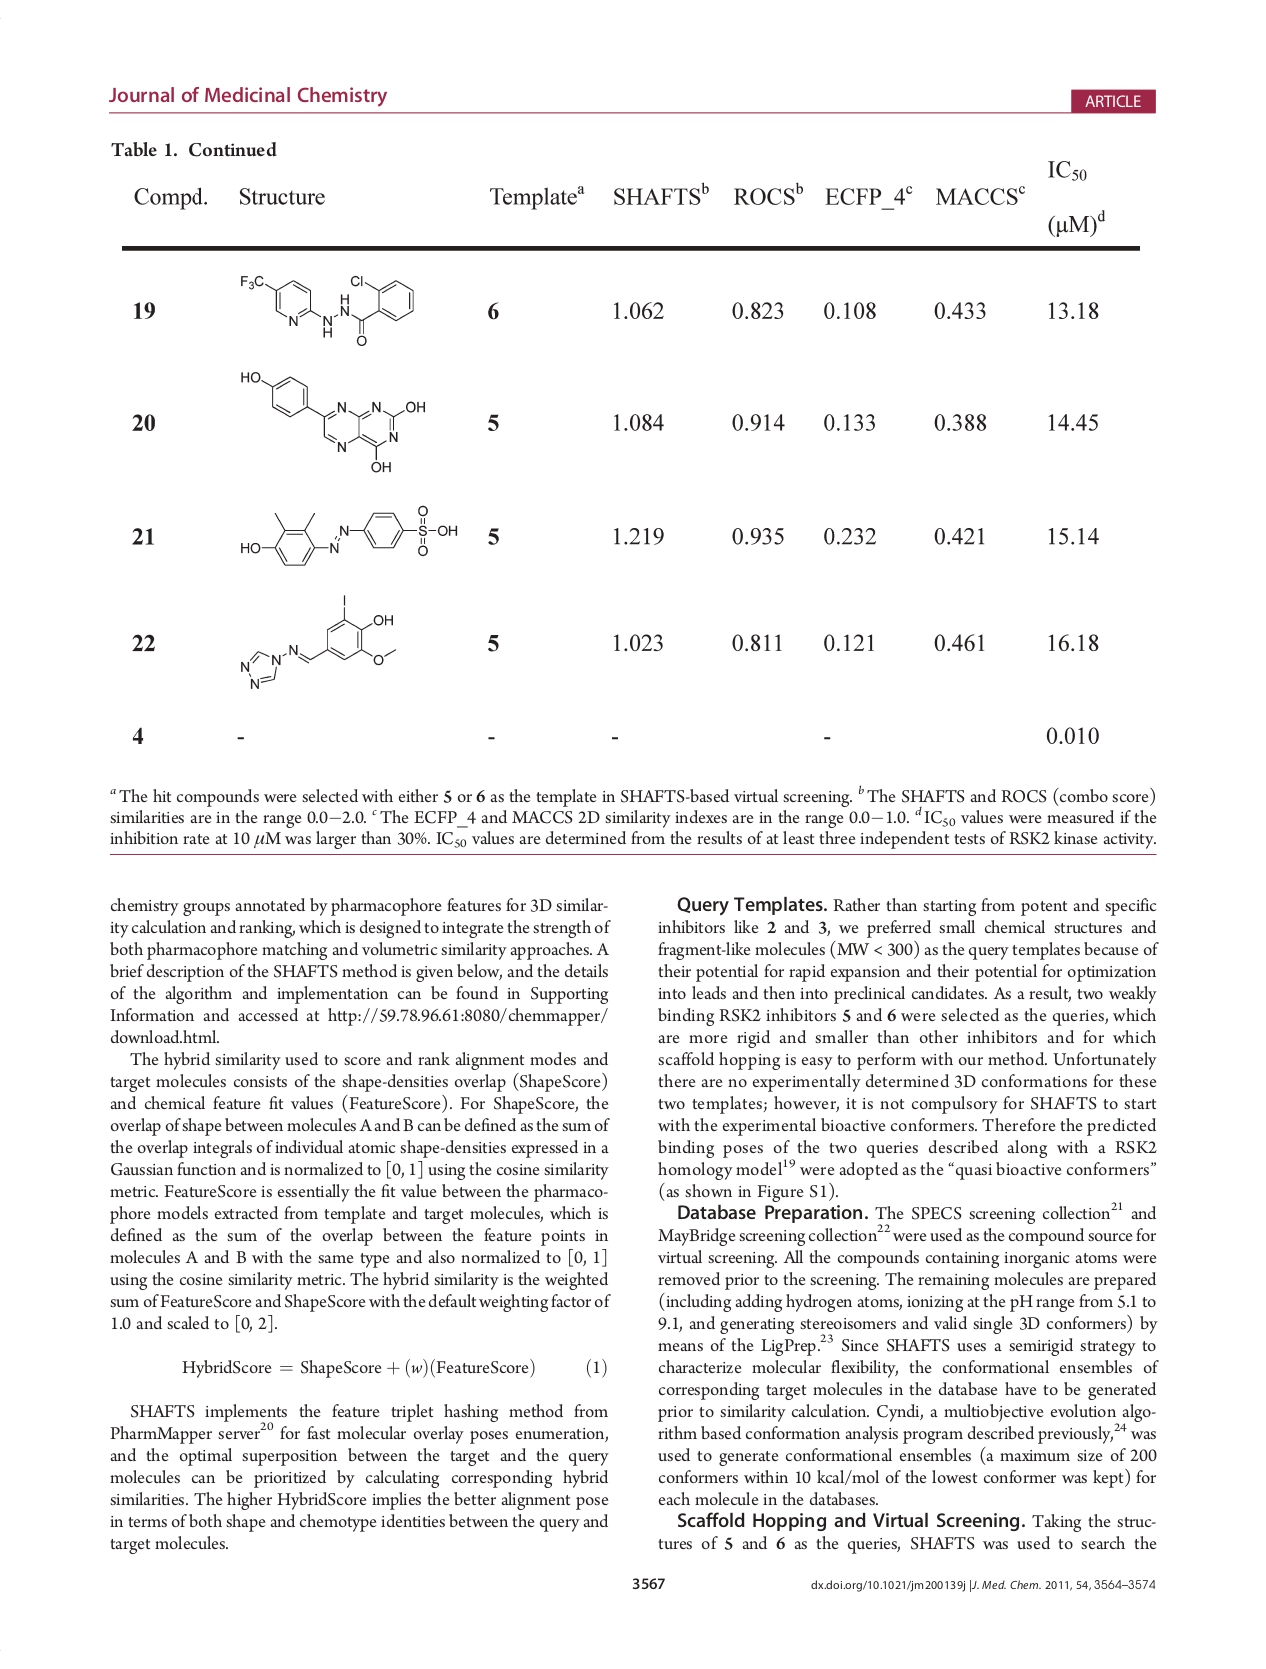 Journal of Medicinal Chemistry
ARTICLE
Table 1. Continued
Compd. Structure Templateᵃ SHAFTSᵇ ROCSᵇ ECFP_4ᶜ MACCSᶜ IC₅₀ (μM)ᵈ
F₃C Cl N N H H N O
19 6 1.062 0.823 0.108 0.433 13.18
HO N N OH N N OH
20 5 1.084 0.914 0.133 0.388 14.45
HO N N O S OH O
21 5 1.219 0.935 0.232 0.421 15.14
I OH O N N N N
22 5 1.023 0.811 0.121 0.461 16.18
4 - - - - 0.010
ᵃ The hit compounds were selected with either 5 or 6 as the template in SHAFTS-based virtual screening. ᵇ The SHAFTS and ROCS (combo score)
similarities are in the range 0.0−2.0. ᶜ The ECFP_4 and MACCS 2D similarity indexes are in the range 0.0−1.0. ᵈ IC₅₀ values were measured if the
inhibition rate at 10 μM was larger than 30%. IC₅₀ values are determined from the results of at least three independent tests of RSK2 kinase activity.
chemistry groups annotated by pharmacophore features for 3D similar-
ity calculation and ranking, which is designed to integrate the strength of
both pharmacophore matching and volumetric similarity approaches. A
brief description of the SHAFTS method is given below, and the details
of the algorithm and implementation can be found in Supporting
Information and accessed at http://59.78.96.61:8080/chemmapper/
download.html.
The hybrid similarity used to score and rank alignment modes and
target molecules consists of the shape-densities overlap (ShapeScore)
and chemical feature fit values (FeatureScore). For ShapeScore, the
overlap of shape between molecules A and B can be defined as the sum of
the overlap integrals of individual atomic shape-densities expressed in a
Gaussian function and is normalized to [0, 1] using the cosine similarity
metric. FeatureScore is essentially the fit value between the pharmaco-
phore models extracted from template and target molecules, which is
defined as the sum of the overlap between the feature points in
molecules A and B with the same type and also normalized to [0, 1]
using the cosine similarity metric. The hybrid similarity is the weighted
sum of FeatureScore and ShapeScore with the default weighting factor of
1.0 and scaled to [0, 2].
HybridScore = ShapeScore + (w)(FeatureScore) (1)
SHAFTS implements the feature triplet hashing method from
PharmMapper server²⁰ for fast molecular overlay poses enumeration,
and the optimal superposition between the target and the query
molecules can be prioritized by calculating corresponding hybrid
similarities. The higher HybridScore implies the better alignment pose
in terms of both shape and chemotype identities between the query and
target molecules.
Query Templates. Rather than starting from potent and specific
inhibitors like 2 and 3, we preferred small chemical structures and
fragment-like molecules (MW < 300) as the query templates because of
their potential for rapid expansion and their potential for optimization
into leads and then into preclinical candidates. As a result, two weakly
binding RSK2 inhibitors 5 and 6 were selected as the queries, which
are more rigid and smaller than other inhibitors and for which
scaffold hopping is easy to perform with our method. Unfortunately
there are no experimentally determined 3D conformations for these
two templates; however, it is not compulsory for SHAFTS to start
with the experimental bioactive conformers. Therefore the predicted
binding poses of the two queries described along with a RSK2
homology model¹⁹ were adopted as the “quasi bioactive conformers”
(as shown in Figure S1).
Database Preparation. The SPECS screening collection²¹ and
MayBridge screening collection²² were used as the compound source for
virtual screening. All the compounds containing inorganic atoms were
removed prior to the screening. The remaining molecules are prepared
(including adding hydrogen atoms, ionizing at the pH range from 5.1 to
9.1, and generating stereoisomers and valid single 3D conformers) by
means of the LigPrep.²³ Since SHAFTS uses a semirigid strategy to
characterize molecular flexibility, the conformational ensembles of
corresponding target molecules in the database have to be generated
prior to similarity calculation. Cyndi, a multiobjective evolution algo-
rithm based conformation analysis program described previously,²⁴ was
used to generate conformational ensembles (a maximum size of 200
conformers within 10 kcal/mol of the lowest conformer was kept) for
each molecule in the databases.
Scaffold Hopping and Virtual Screening. Taking the struc-
tures of 5 and 6 as the queries, SHAFTS was used to search the
3567
dx.doi.org/10.1021/jm200139j |J. Med. Chem. 2011, 54, 3564–3574